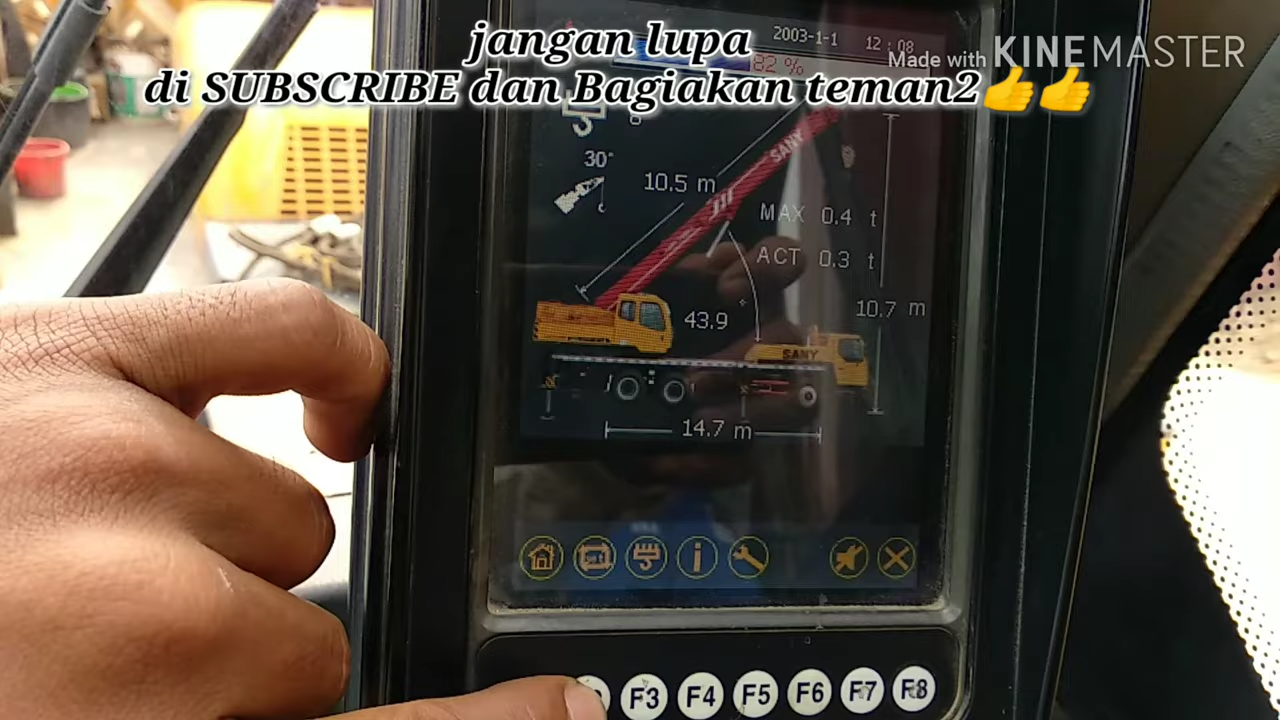 jangan lupa
di SUBSCRIBE dan Bagiakan teman2👍👍
Made with KINEMASTER
2003-1-1 12:08
82 %
30°
SANY
10.5 m
MAX 0.4 t
ACT 0.3 t
10.7 m
43.9
SANY
14.7 m
F3 F4 F5 F6 F7 F8